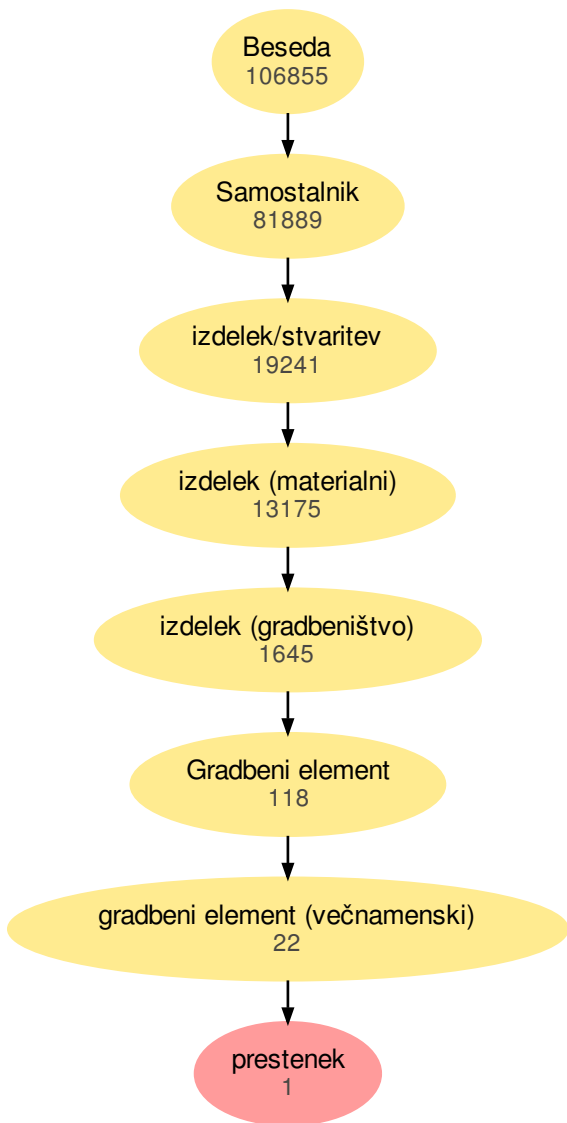 Beseda
106855
Samostalnik
81889
izdelek/stvaritev
19241
izdelek (materialni)
13175
izdelek (gradbeništvo)
1645
Gradbeni element
118
gradbeni element (večnamenski)
22
prestenek
1